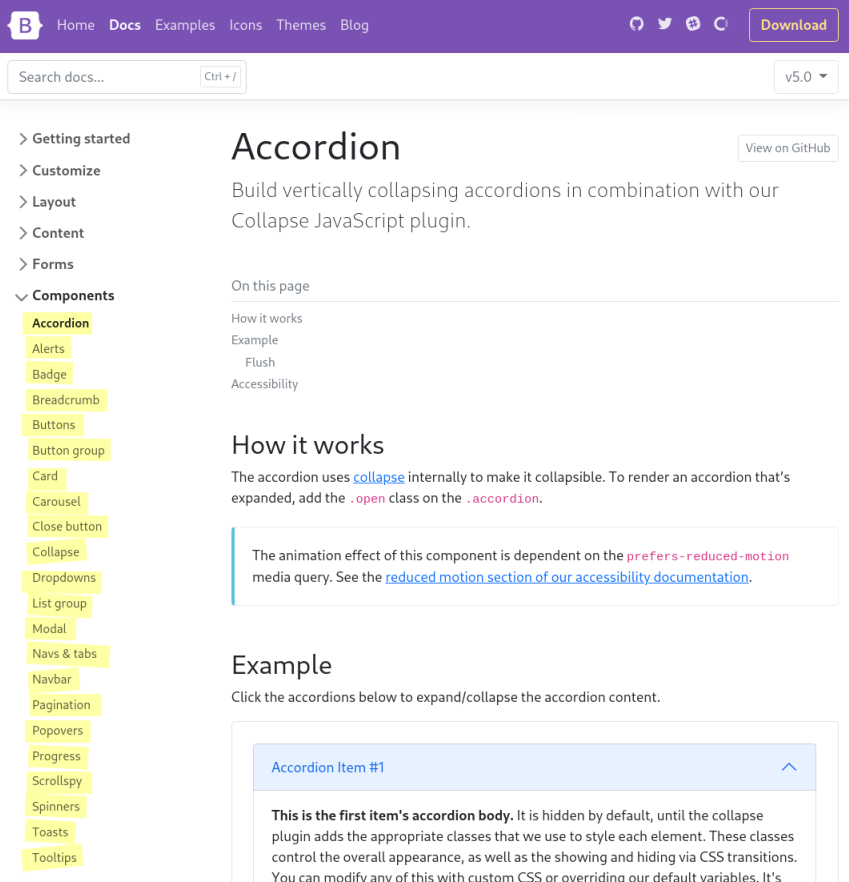 B Home Docs Examples Icons Themes Blog Download
Search docs... Ctrl + / v5.0
Getting started
Customize
Layout
Content
Forms
Components
Accordion
Alerts
Badge
Breadcrumb
Buttons
Button group
Card
Carousel
Close button
Collapse
Dropdowns
List group
Modal
Navs & tabs
Navbar
Pagination
Popovers
Progress
Scrollspy
Spinners
Toasts
Tooltips
Accordion
View on GitHub
Build vertically collapsing accordions in combination with our
Collapse JavaScript plugin.
On this page
How it works
Example
Flush
Accessibility
How it works
The accordion uses collapse internally to make it collapsible. To render an accordion that’s
expanded, add the .open class on the .accordion.
The animation effect of this component is dependent on the prefers-reduced-motion
media query. See the reduced motion section of our accessibility documentation.
Example
Click the accordions below to expand/collapse the accordion content.
Accordion Item #1
This is the first item's accordion body. It is hidden by default, until the collapse
plugin adds the appropriate classes that we use to style each element. These classes
control the overall appearance, as well as the showing and hiding via CSS transitions.
You can modify any of this with custom CSS or overriding our default variables. It's